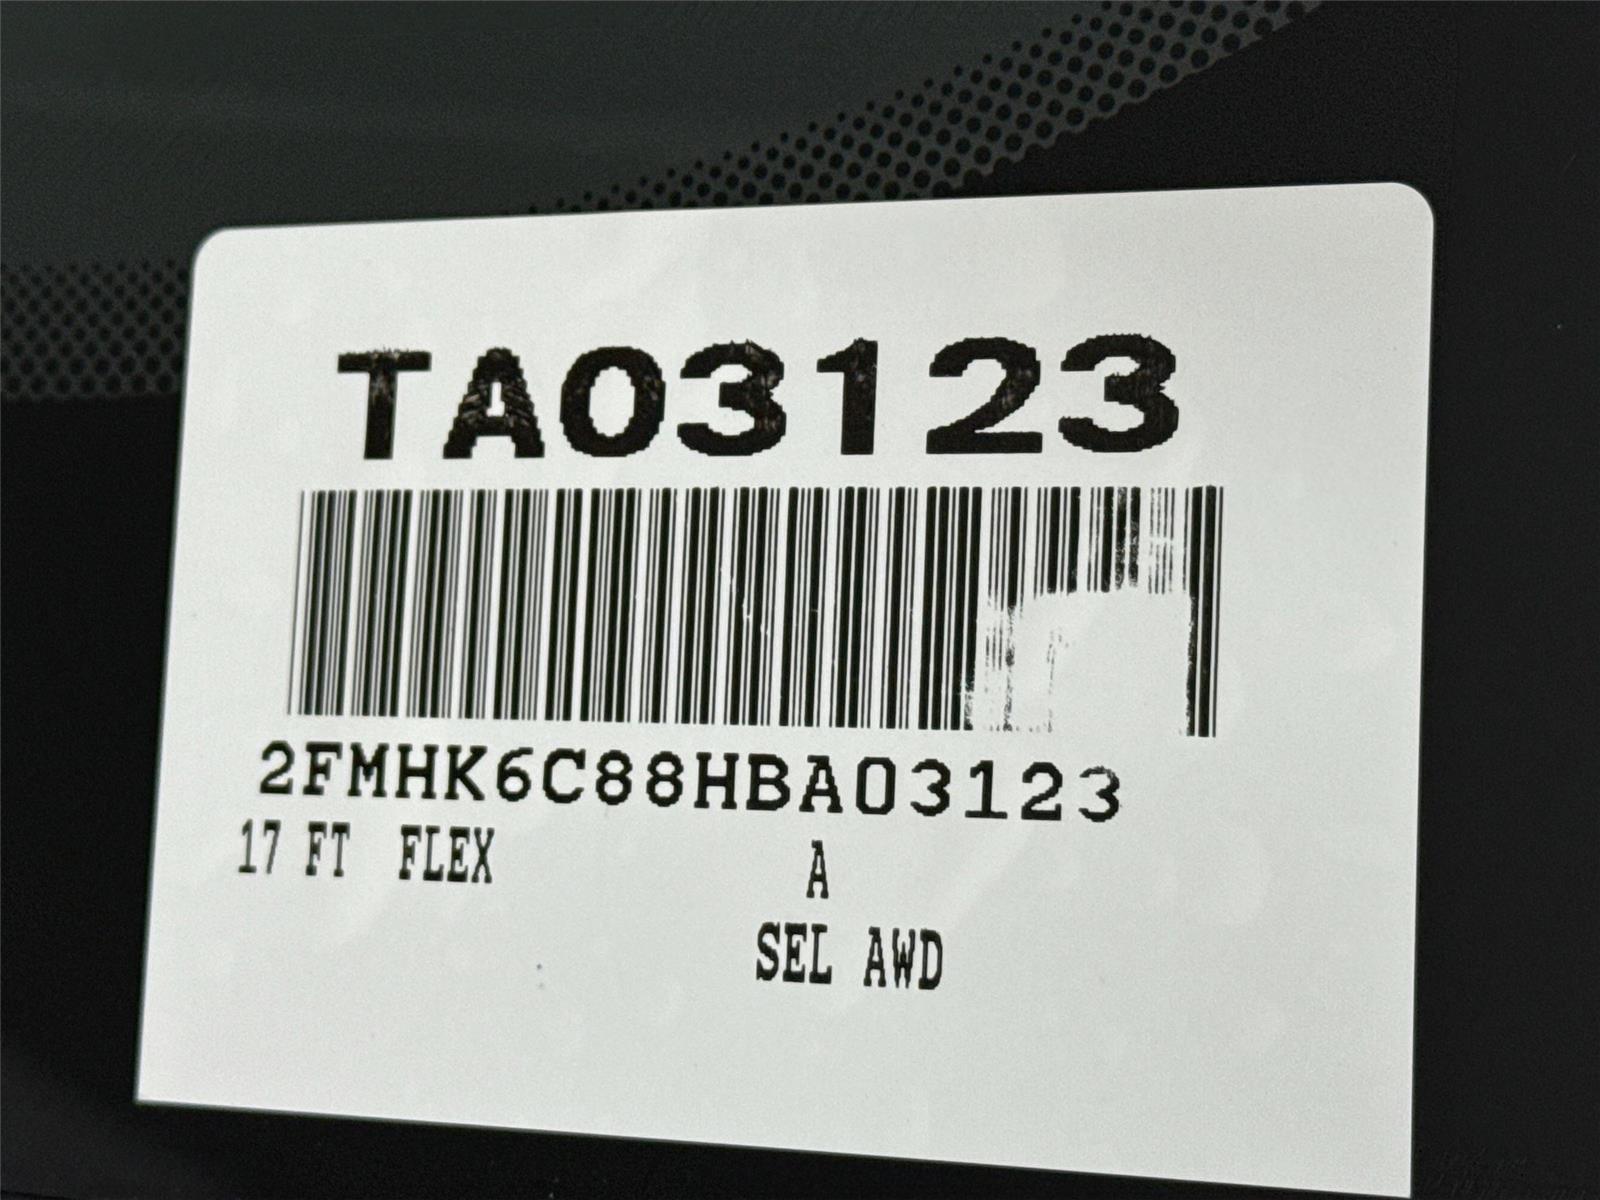 TA03123
2FMHK6C88HBA03123
17 FT FLEX A
SEL AWD